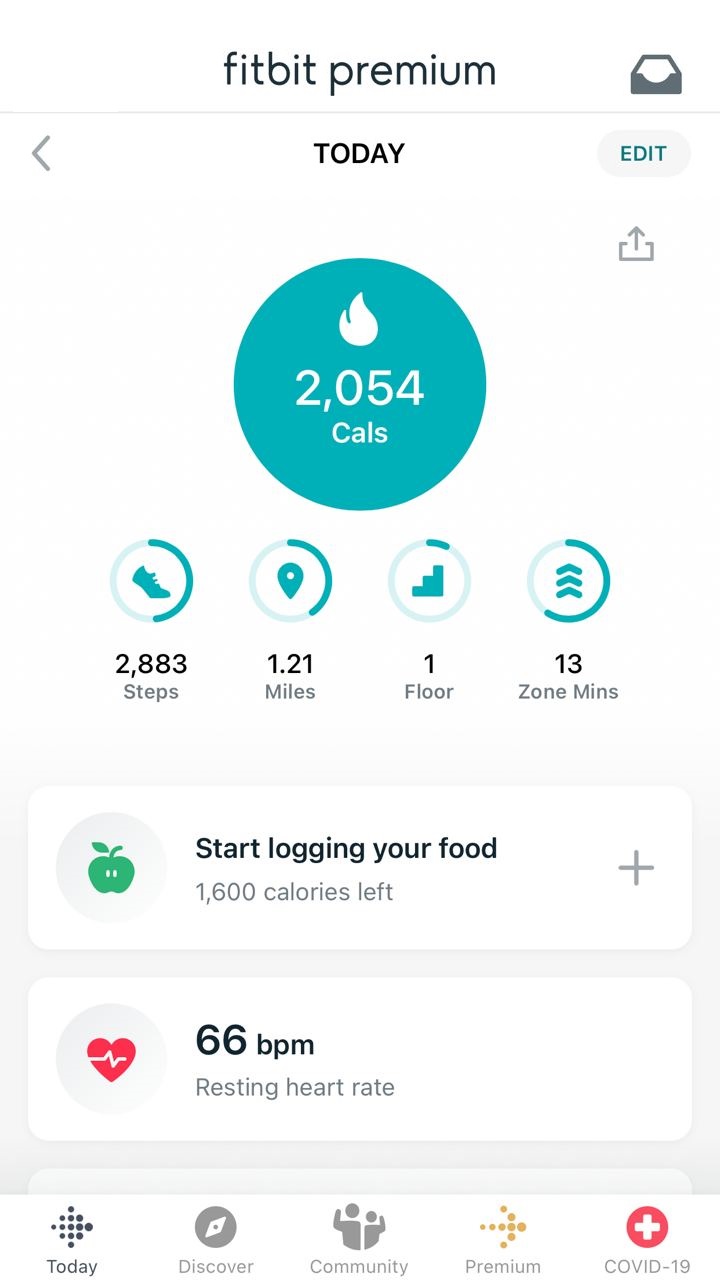 fitbit premium
TODAY
EDIT
2,054
Cals
2,883
Steps
1.21
Miles
1
Floor
13
Zone Mins
Start logging your food
1,600 calories left
66 bpm
Resting heart rate
Today
Discover
Community
Premium
COVID-19